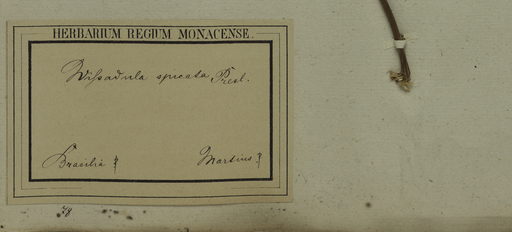 HERBARIUM REGIUM MONACENSE.
Wissadula spicata Presl.
Brasilia Martius